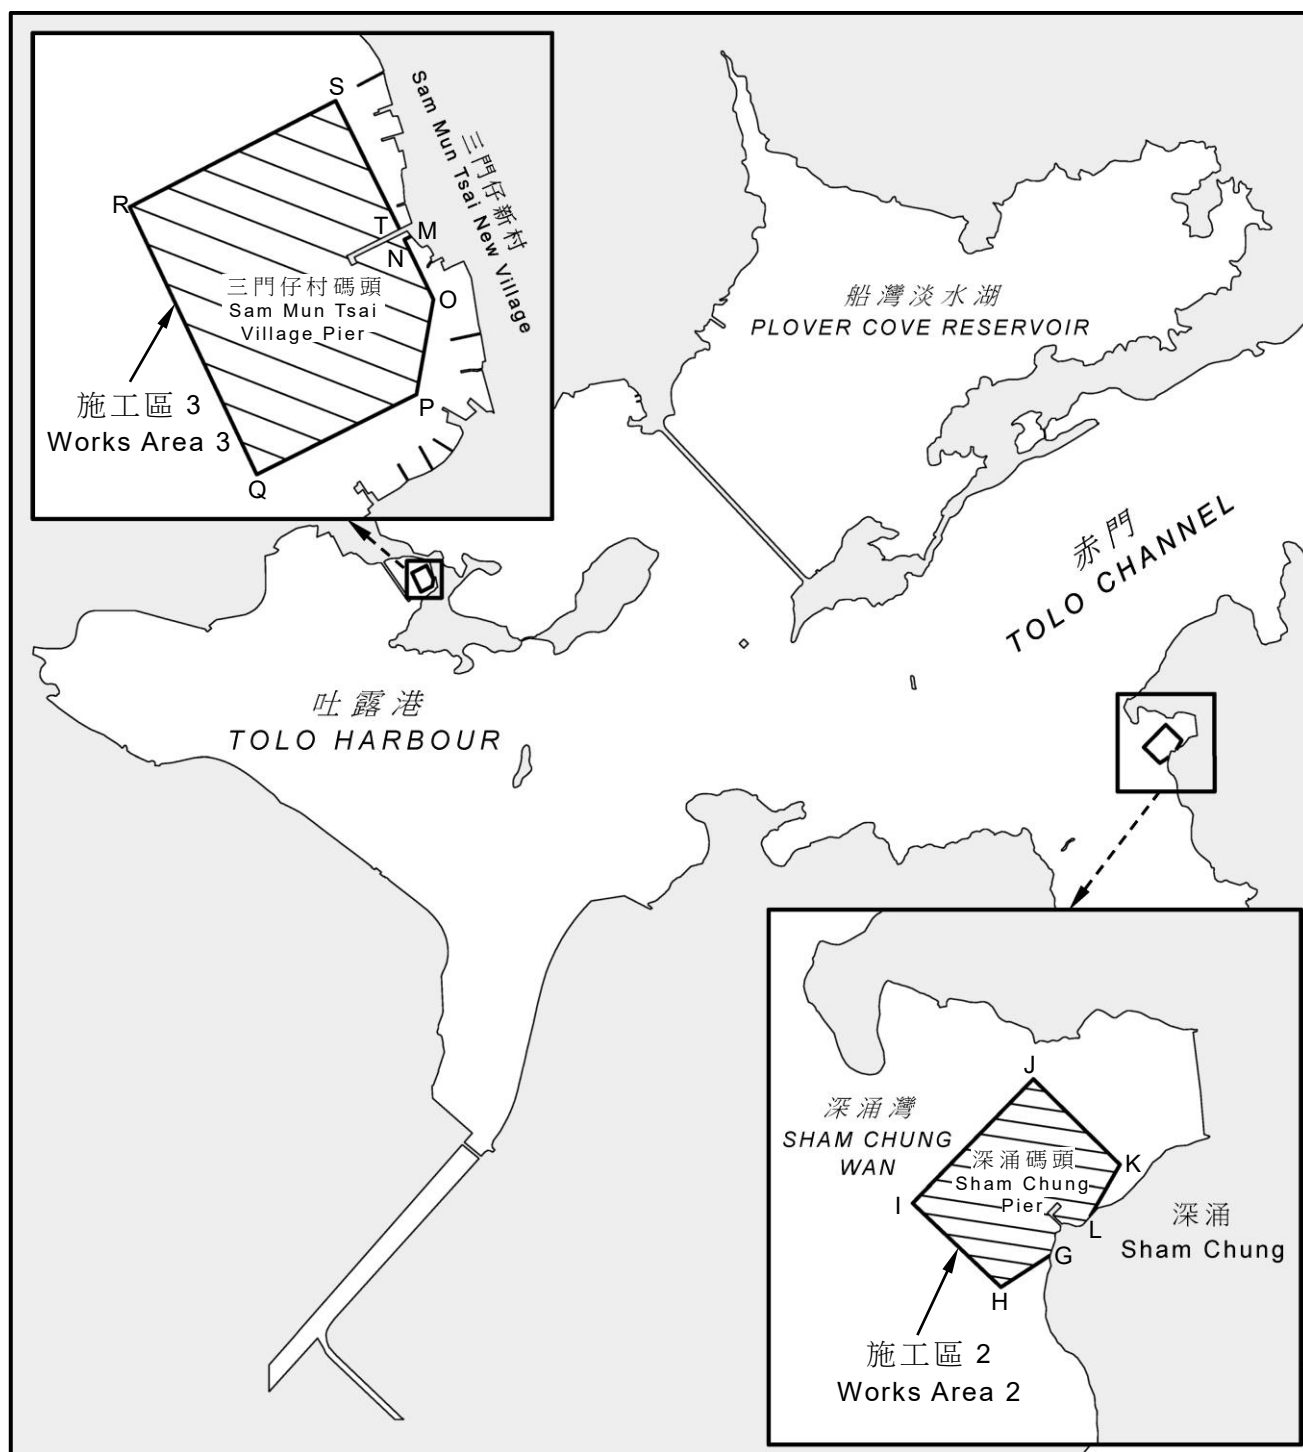 S
三門仔新村
Sam Mun Tsai New Village
R
T
M
N
O
三門仔村碼頭
Sam Mun Tsai
Village Pier
施工區 3
Works Area 3
P
Q
船灣淡水湖
PLOVER COVE RESERVOIR
赤門
TOLO CHANNEL
吐露港
TOLO HARBOUR
J
深涌灣
SHAM CHUNG
WAN
深涌碼頭
Sham Chung
Pier
K
I
L
深涌
Sham Chung
G
H
施工區 2
Works Area 2